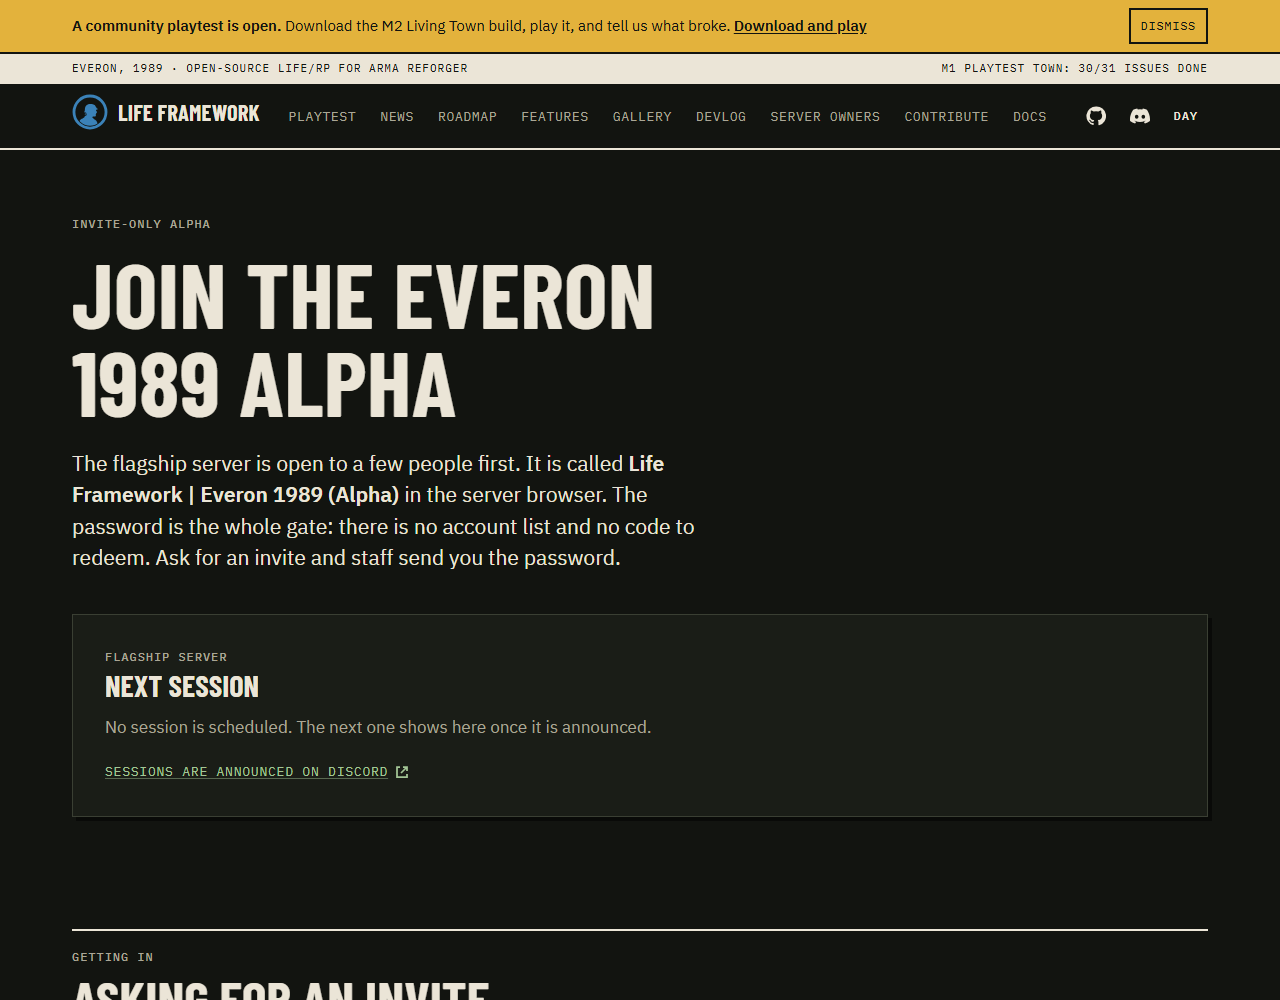 A community playtest is open. Download the M2 Living Town build, play it, and tell us what broke. Download and play
DISMISS
EVERON, 1989 · OPEN-SOURCE LIFE/RP FOR ARMA REFORGER
M1 PLAYTEST TOWN: 30/31 ISSUES DONE
LIFE FRAMEWORK
PLAYTEST
NEWS
ROADMAP
FEATURES
GALLERY
DEVLOG
SERVER OWNERS
CONTRIBUTE
DOCS
DAY
INVITE-ONLY ALPHA
JOIN THE EVERON
1989 ALPHA
The flagship server is open to a few people first. It is called Life
Framework | Everon 1989 (Alpha) in the server browser. The
password is the whole gate: there is no account list and no code to
redeem. Ask for an invite and staff send you the password.
FLAGSHIP SERVER
NEXT SESSION
No session is scheduled. The next one shows here once it is announced.
SESSIONS ARE ANNOUNCED ON DISCORD
GETTING IN
ASKING FOR AN INVITE